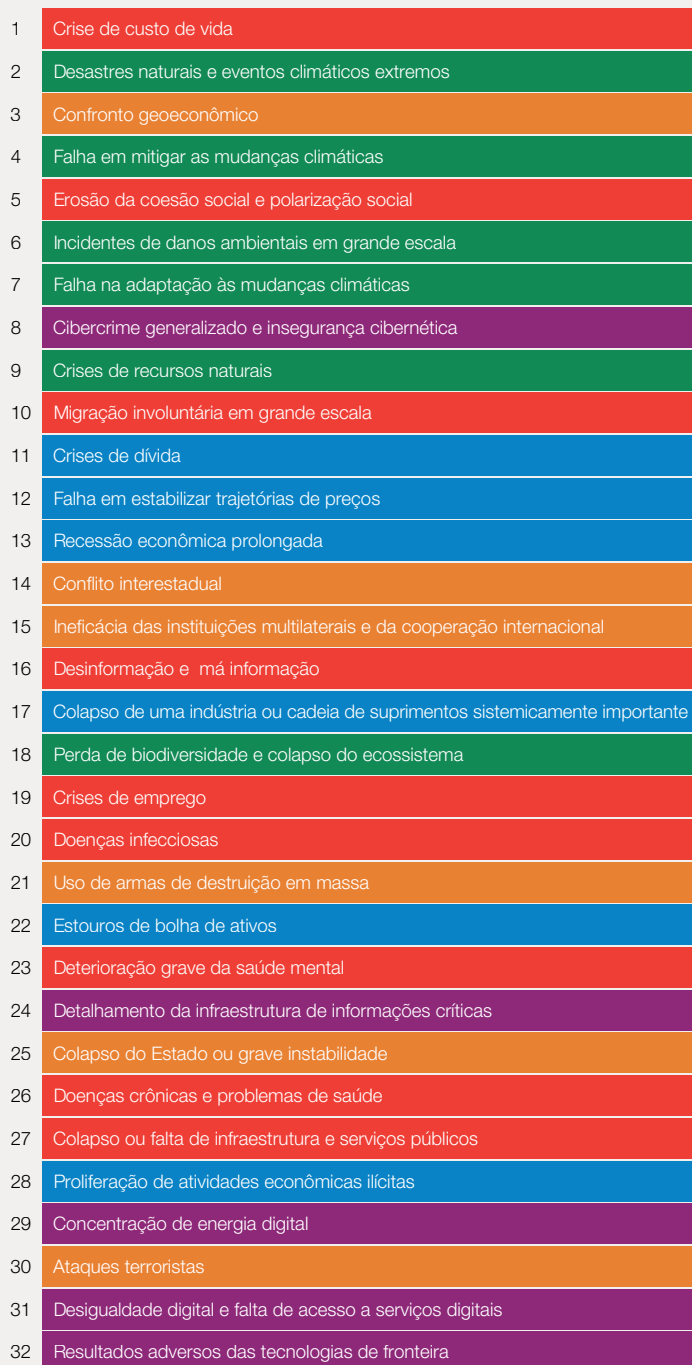 1 Crise de custo de vida
2 Desastres naturais e eventos climáticos extremos
3 Confronto geoeconômico
4 Falha em mitigar as mudanças climáticas
5 Erosão da coesão social e polarização social
6 Incidentes de danos ambientais em grande escala
7 Falha na adaptação às mudanças climáticas
8 Cibercrime generalizado e insegurança cibernética
9 Crises de recursos naturais
10 Migração involuntária em grande escala
11 Crises de dívida
12 Falha em estabilizar trajetórias de preços
13 Recessão econômica prolongada
14 Conflito interestadual
15 Ineficácia das instituições multilaterais e da cooperação internacional
16 Desinformação e má informação
17 Colapso de uma indústria ou cadeia de suprimentos sistemicamente importante
18 Perda de biodiversidade e colapso do ecossistema
19 Crises de emprego
20 Doenças infecciosas
21 Uso de armas de destruição em massa
22 Estouros de bolha de ativos
23 Deterioração grave da saúde mental
24 Detalhamento da infraestrutura de informações críticas
25 Colapso do Estado ou grave instabilidade
26 Doenças crônicas e problemas de saúde
27 Colapso ou falta de infraestrutura e serviços públicos
28 Proliferação de atividades econômicas ilícitas
29 Concentração de energia digital
30 Ataques terroristas
31 Desigualdade digital e falta de acesso a serviços digitais
32 Resultados adversos das tecnologias de fronteira